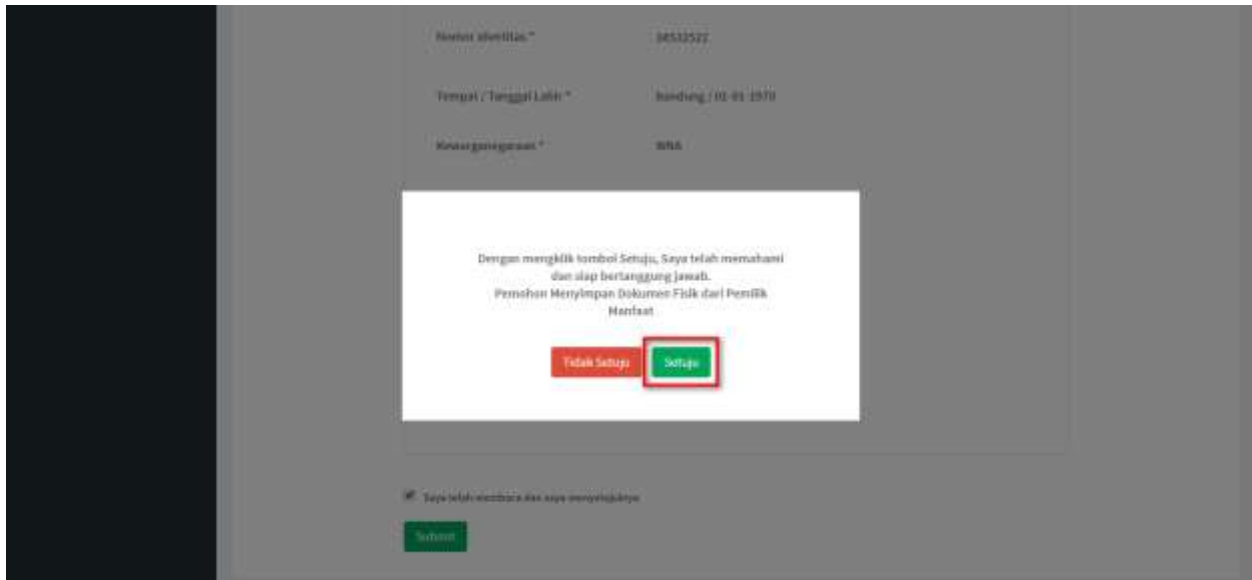 Nomor Identitas *
Tempat / Tanggal Lahir *
Bandung / 01-01-1970
Kewarganegaraan *
WNA
Dengan mengklik tombol Setuju, Saya telah memahami
dan siap bertanggung jawab.
Pemohon Menyimpan Dokumen Fisik dari Pemilik
Manfaat
Tidak Setuju
Setuju
Saya telah membaca dan saya menyetujuinya
Submit